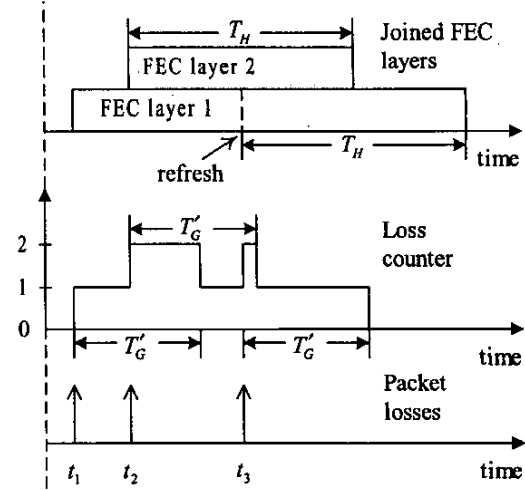 T_H
Joined FEC
layers
FEC layer 2
FEC layer 1
T_H
time
refresh
T'_G
Loss
counter
2
1
0
T'_G
T'_G
time
Packet
losses
t_1
t_2
t_3
time